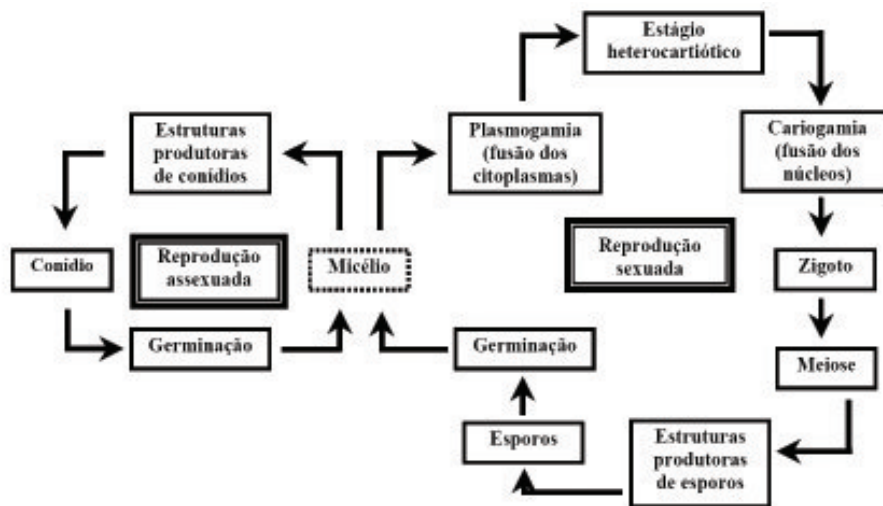 Estágio
heterocartiótico
Estruturas
produtoras
de conídios
Plasmogamia
(fusão dos
citoplasmas)
Cariogamia
(fusão dos
núcleos)
Conídio
Reprodução
assexuada
Micélio
Reprodução
sexuada
Zigoto
Germinação
Germinação
Meiose
Esporos
Estruturas
produtoras
de esporos